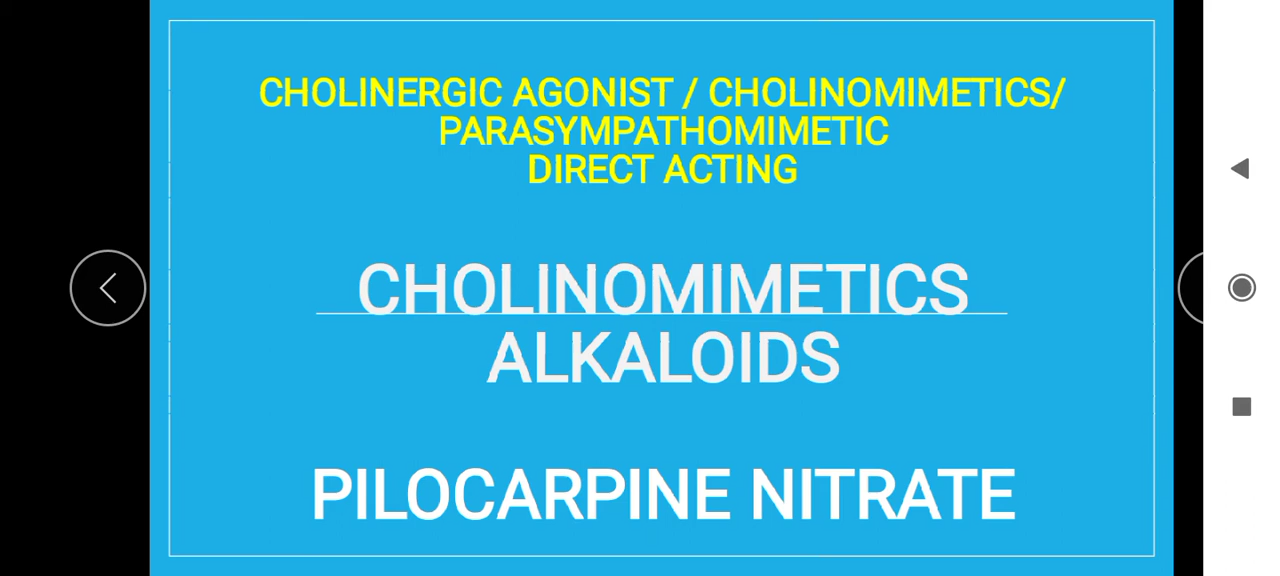 CHOLINERGIC AGONIST / CHOLINOMIMETICS/
PARASYMPATHOMIMETIC
DIRECT ACTING
CHOLINOMIMETICS
ALKALOIDS
PILOCARPINE NITRATE